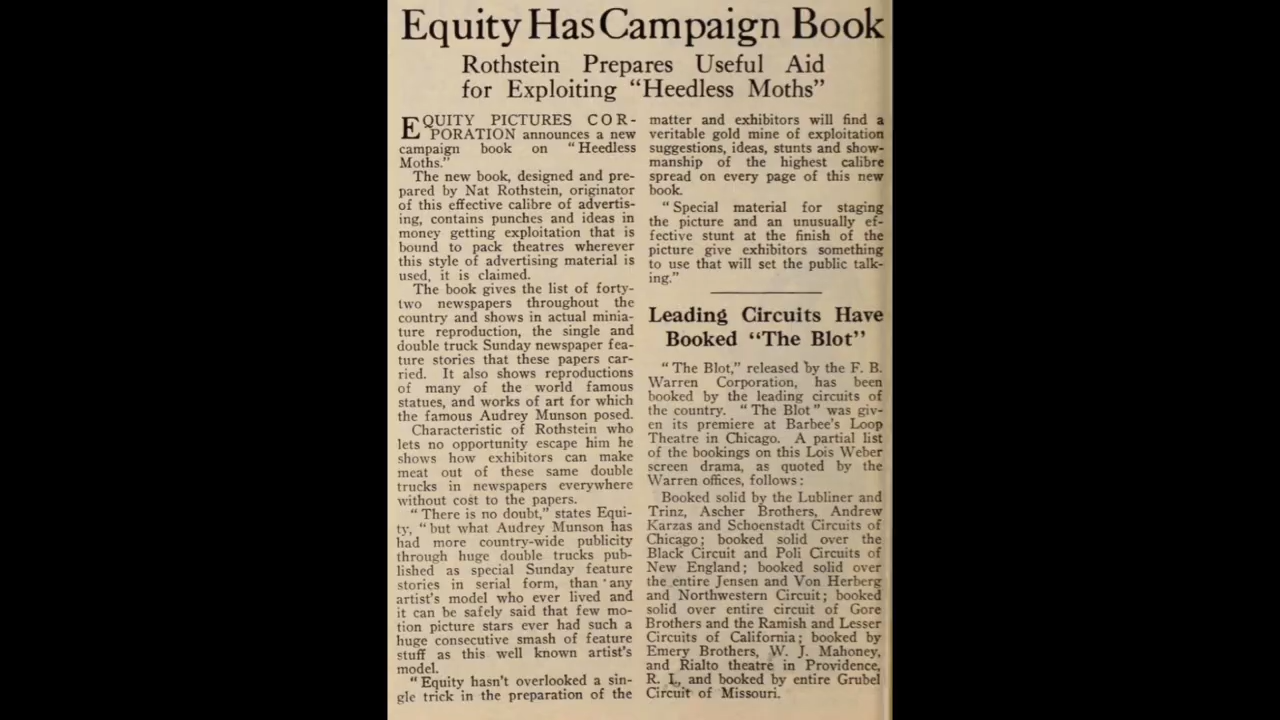 Equity Has Campaign Book
Rothstein Prepares Useful Aid
for Exploiting "Heedless Moths"
EQUITY PICTURES COR-
PORATION announces a new
campaign book on "Heedless
Moths."
The new book, designed and pre-
pared by Nat Rothstein, originator
of this effective calibre of advertis-
ing, contains punches and ideas in
money getting exploitation that is
bound to pack theatres wherever
this style of advertising material is
used, it is claimed.
The book gives the list of forty-
two newspapers throughout the
country and shows in actual minia-
ture reproduction, the single and
double truck Sunday newspaper fea-
ture stories that these papers car-
ried. It also shows reproductions
of many of the world famous
statues, and works of art for which
the famous Audrey Munson posed.
Characteristic of Rothstein who
lets no opportunity escape him he
shows how exhibitors can make
meat out of these same double
trucks in newspapers everywhere
without cost to the papers.
"There is no doubt," states Equi-
ty, "but what Audrey Munson has
had more country-wide publicity
through huge double trucks pub-
lished as special Sunday feature
stories in serial form, than any
artist's model who ever lived and
it can be safely said that few mo-
tion picture stars ever had such a
huge consecutive smash of feature
stuff as this well known artist's
model.
"Equity hasn't overlooked a sin-
gle trick in the preparation of the
matter and exhibitors will find a
veritable gold mine of exploitation
suggestions, ideas, stunts and show-
manship of the highest calibre
spread on every page of this new
book.
"Special material for staging
the picture and an unusually ef-
fective stunt at the finish of the
picture give exhibitors something
to use that will set the public talk-
ing."
Leading Circuits Have
Booked "The Blot"
"The Blot," released by the F. B.
Warren Corporation, has been
booked by the leading circuits of
the country. "The Blot" was giv-
en its premiere at Barbee's Loop
Theatre in Chicago. A partial list
of the bookings on this Lois Weber
screen drama, as quoted by the
Warren offices, follows:
Booked solid by the Lubliner and
Trinz, Ascher Brothers, Andrew
Karzas and Schoenstadt Circuits of
Chicago; booked solid over the
Black Circuit and Poli Circuits of
New England; booked solid over
the entire Jensen and Von Herberg
and Northwestern Circuit; booked
solid over entire circuit of Gore
Brothers and the Ramish and Lesser
Circuits of California; booked by
Emery Brothers, W. J. Mahoney,
and Rialto theatre in Providence,
R. I., and booked by entire Grubel
Circuit of Missouri.